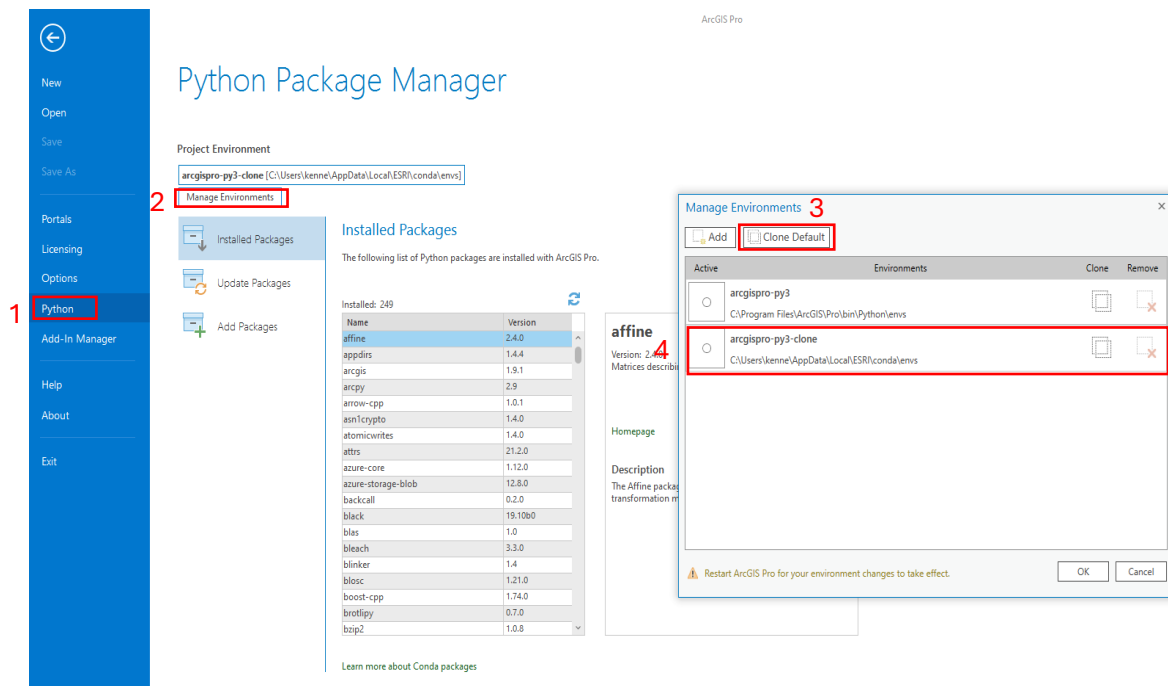 ArcGIS Pro
New
Open
Save
Save As
Portals
Licensing
Options
1
Python
Add-In Manager
Help
About
Exit
Python Package Manager
Project Environment
arcgispro-py3-clone [C:\Users\kenne\AppData\Local\ESRI\conda\envs]
2
Manage Environments
Installed Packages
Update Packages
Add Packages
Installed Packages
The following list of Python packages are installed with ArcGIS Pro.
Installed: 249
Name Version
affine 2.4.0
appdirs 1.4.4
arcgis 1.9.1
arcpy 2.9
arrow-cpp 1.0.1
asn1crypto 1.4.0
atomicwrites 1.4.0
attrs 21.2.0
azure-core 1.12.0
azure-storage-blob 12.8.0
backcall 0.2.0
black 19.10b0
blas 1.0
bleach 3.3.0
blinker 1.4
blosc 1.21.0
boost-cpp 1.74.0
brotlipy 0.7.0
bzip2 1.0.8
Learn more about Conda packages
affine
Version: 2.4.0
Matrices
Homepage
Description
The Affine
transformation
Manage Environments 3
Add Clone Default
Active Environments Clone Remove
arcgispro-py3
C:\Program Files\ArcGIS\Pro\bin\Python\envs
4
arcgispro-py3-clone
C:\Users\kenne\AppData\Local\ESRI\conda\envs
Restart ArcGIS Pro for your environment changes to take effect.
OK Cancel